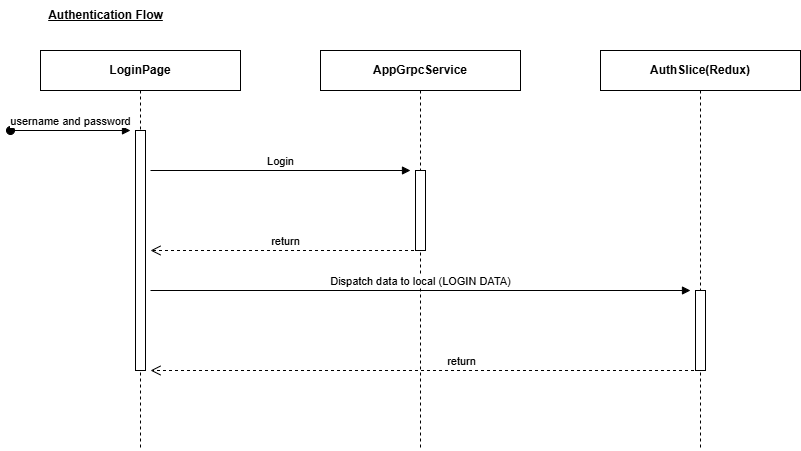 Authentication Flow
LoginPage
AppGrpcService
AuthSlice(Redux)
username and password
Login
return
Dispatch data to local (LOGIN DATA)
return